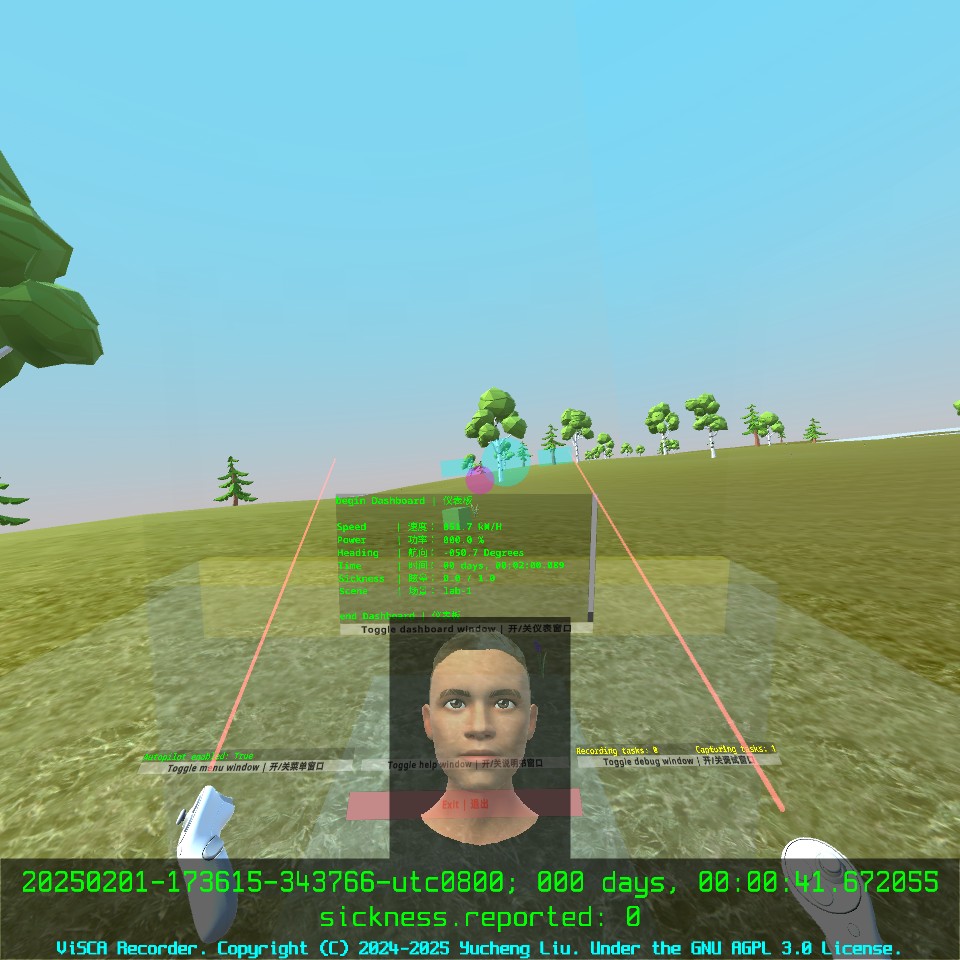 Begin Dashboard | 仪表板
Speed | 速度: 051.7 kM/H
Power | 功率: 000.0 %
Heading | 航向: -050.7 Degrees
Time | 时间: 00 days, 00:02:00.089
Sickness | 眩晕: 0.0 / 1.0
Scene | 场景: lab-1
End Dashboard | 仪表板
Toggle dashboard window | 开/关仪表窗口
Autopilot enabled: True
Recording tasks: 0 Capturing tasks: 1
Toggle menu window | 开/关菜单窗口
Toggle help window | 开/关说明窗口
Toggle debug window | 开/关调试窗口
Exit | 退出
20250201-173615-343766-utc0800; 000 days, 00:00:41.672055
sickness.reported: 0
ViSCA Recorder. Copyright (C) 2024-2025 Yucheng Liu. Under the GNU AGPL 3.0 License.